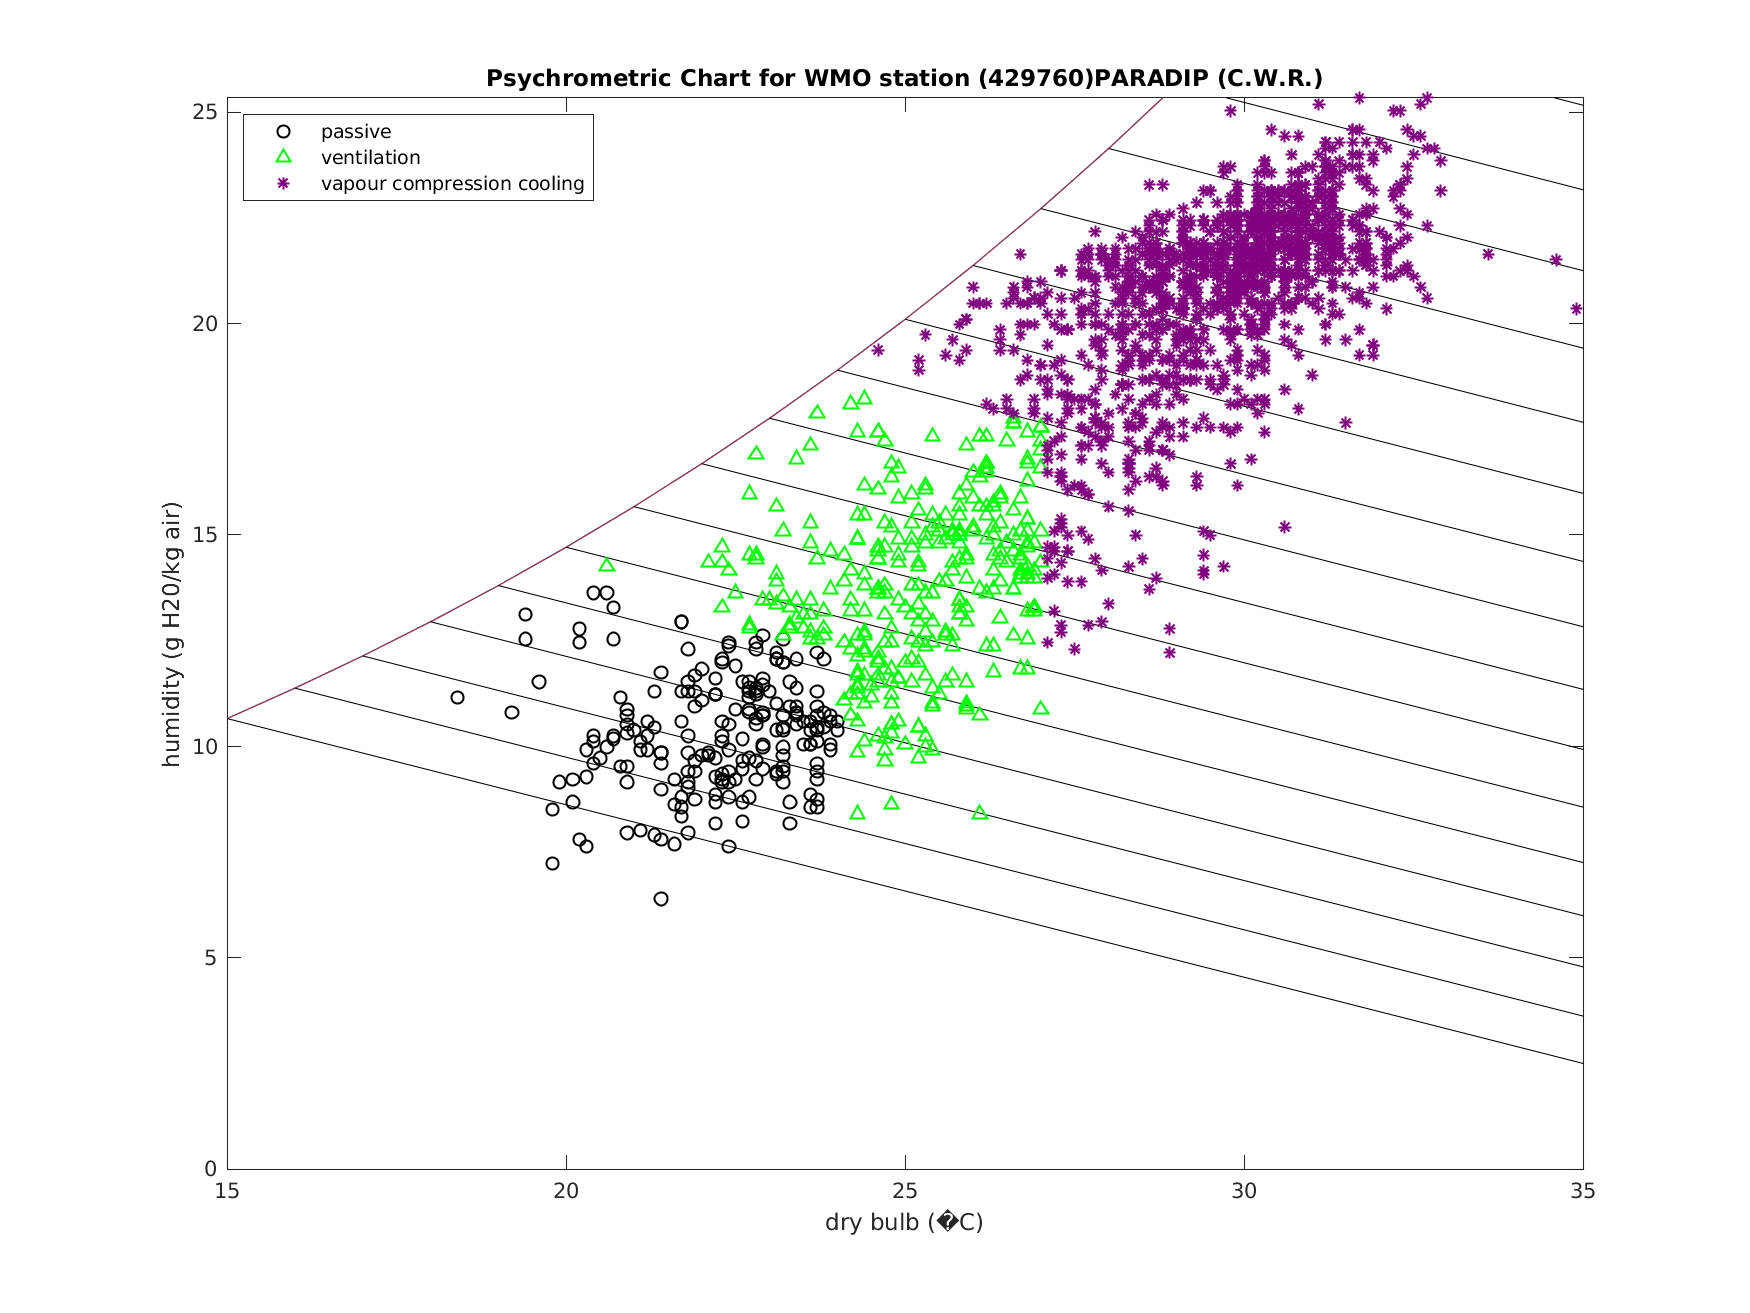 Psychrometric Chart for WMO station (429760)PARADIP (C.W.R.)
25
20
15
10
5
0
humidity (g H20/kg air)
passive
ventilation
vapour compression cooling
15 20 25 30 35
dry bulb (�C)